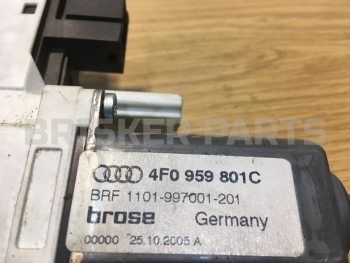 BRISKER PARTS
4F0 959 801C
BRF 1101-997001-201
brose Germany
00000 25.10.2005 A